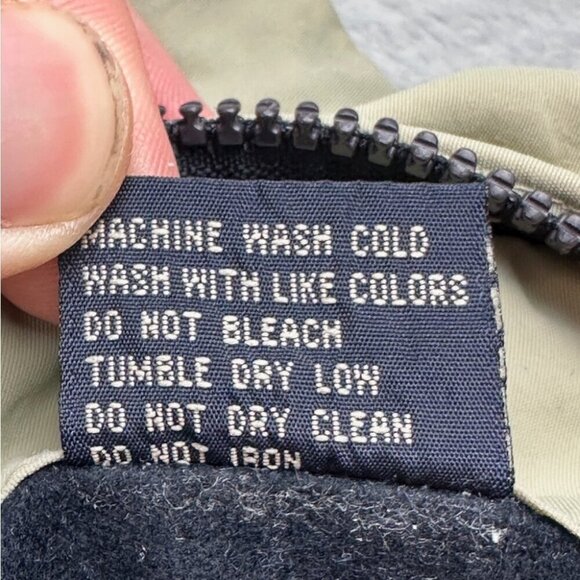 MACHINE WASH COLD
WASH WITH LIKE COLORS
DO NOT BLEACH
TUMBLE DRY LOW
DO NOT DRY CLEAN
DO NOT IRON